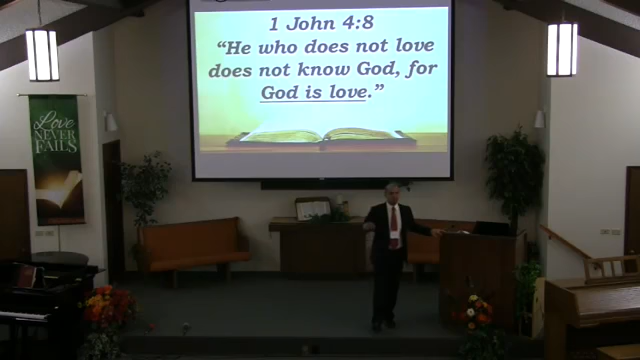 1 John 4:8
“He who does not love
does not know God, for
God is love.”
Love
NEVER
FAILS